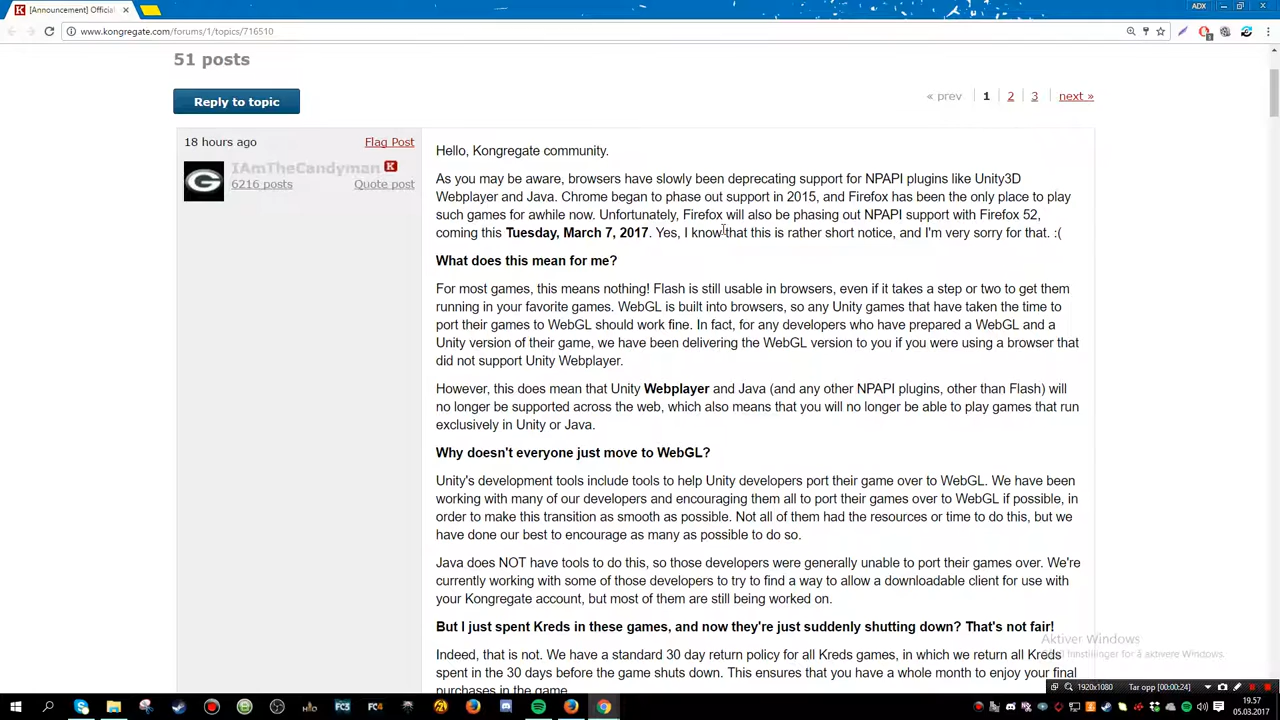 [Announcement] Official
ADX
www.kongregate.com/forums/1/topics/716510
51 posts
Reply to topic
« prev 1 2 3 next »
18 hours ago Flag Post
IAmTheCandyman K
6216 posts Quote post
Hello, Kongregate community.
As you may be aware, browsers have slowly been deprecating support for NPAPI plugins like Unity3D
Webplayer and Java. Chrome began to phase out support in 2015, and Firefox has been the only place to play
such games for awhile now. Unfortunately, Firefox will also be phasing out NPAPI support with Firefox 52,
coming this Tuesday, March 7, 2017. Yes, I know that this is rather short notice, and I'm very sorry for that. :(
What does this mean for me?
For most games, this means nothing! Flash is still usable in browsers, even if it takes a step or two to get them
running in your favorite games. WebGL is built into browsers, so any Unity games that have taken the time to
port their games to WebGL should work fine. In fact, for any developers who have prepared a WebGL and a
Unity version of their game, we have been delivering the WebGL version to you if you were using a browser that
did not support Unity Webplayer.
However, this does mean that Unity Webplayer and Java (and any other NPAPI plugins, other than Flash) will
no longer be supported across the web, which also means that you will no longer be able to play games that run
exclusively in Unity or Java.
Why doesn't everyone just move to WebGL?
Unity's development tools include tools to help Unity developers port their game over to WebGL. We have been
working with many of our developers and encouraging them all to port their games over to WebGL if possible, in
order to make this transition as smooth as possible. Not all of them had the resources or time to do this, but we
have done our best to encourage as many as possible to do so.
Java does NOT have tools to do this, so those developers were generally unable to port their games over. We're
currently working with some of those developers to try to find a way to allow a downloadable client for use with
your Kongregate account, but most of them are still being worked on.
But I just spent Kreds in these games, and now they're just suddenly shutting down? That's not fair!
Aktiver Windows
Indeed, that is not. We have a standard 30 day return policy for all Kreds games, in which we return all Kreds
Innstillinger for å aktivere Windows.
spent in the 30 days before the game shuts down. This ensures that you have a whole month to enjoy your final
purchases in the game.
1920x1080 Tar opp [00:00:24]
PC3 PC4
19.57
05.03.2017